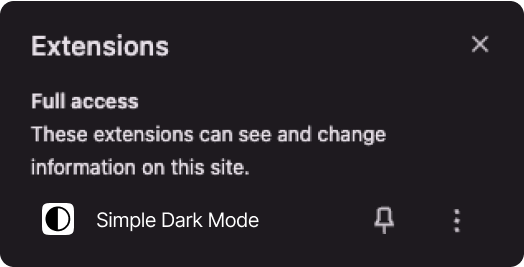 Extensions
Full access
These extensions can see and change
information on this site.
Simple Dark Mode